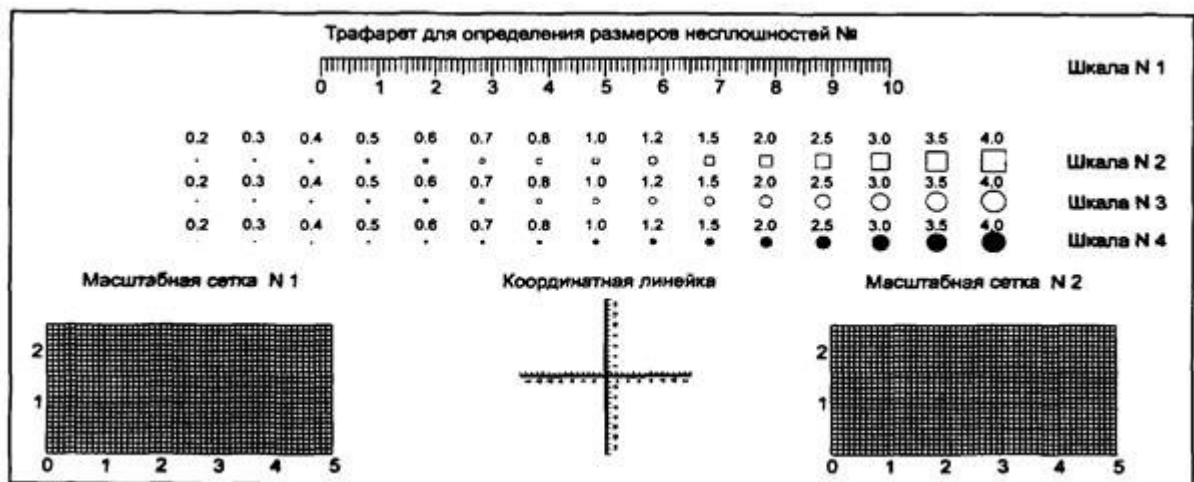 Трафарет для определения размеров несплошностей №
0 1 2 3 4 5 6 7 8 9 10
Шкала N 1
0.2 0.3 0.4 0.5 0.6 0.7 0.8 1.0 1.2 1.5 2.0 2.5 3.0 3.5 4.0
Шкала N 2
0.2 0.3 0.4 0.5 0.6 0.7 0.8 1.0 1.2 1.5 2.0 2.5 3.0 3.5 4.0
Шкала N 3
0.2 0.3 0.4 0.5 0.6 0.7 0.8 1.0 1.2 1.5 2.0 2.5 3.0 3.5 4.0
Шкала N 4
Масштабная сетка N 1
2
1
0 1 2 3 4 5
Координатная линейка
Масштабная сетка N 2
2
1
0 1 2 3 4 5